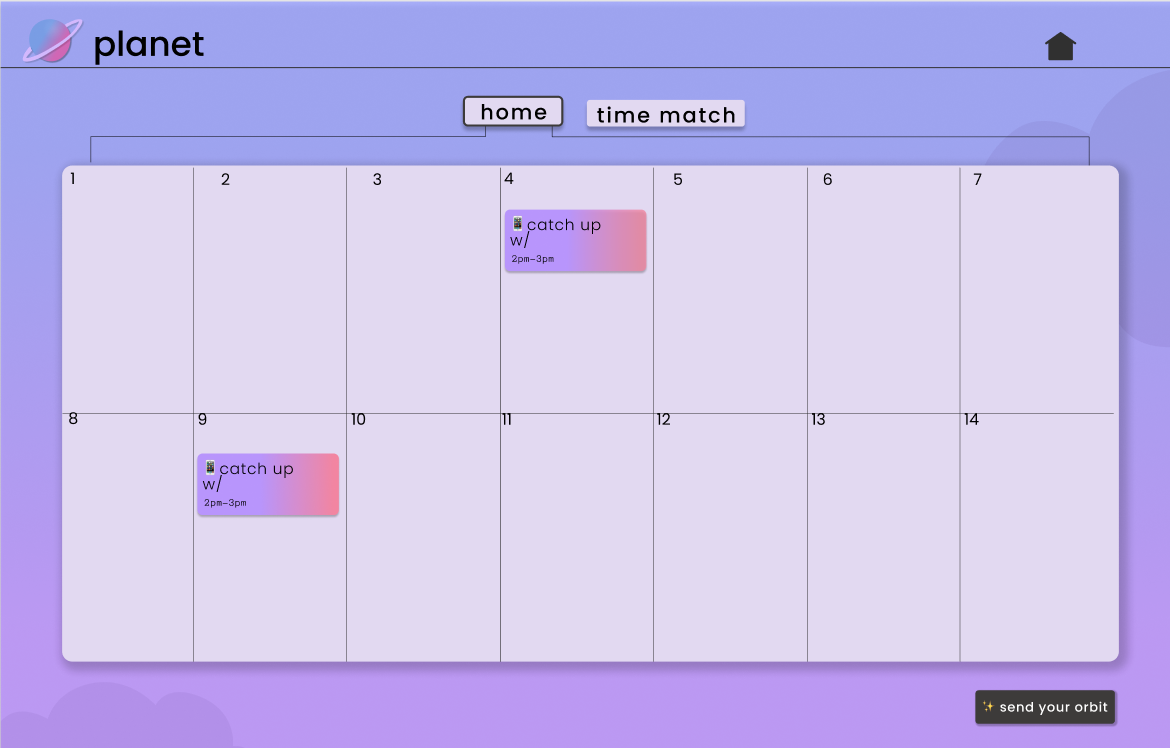 planet
home
time match
1 2 3 4 5 6 7
catch up
w/
2pm–3pm
8 9 10 11 12 13 14
catch up
w/
2pm–3pm
send your orbit